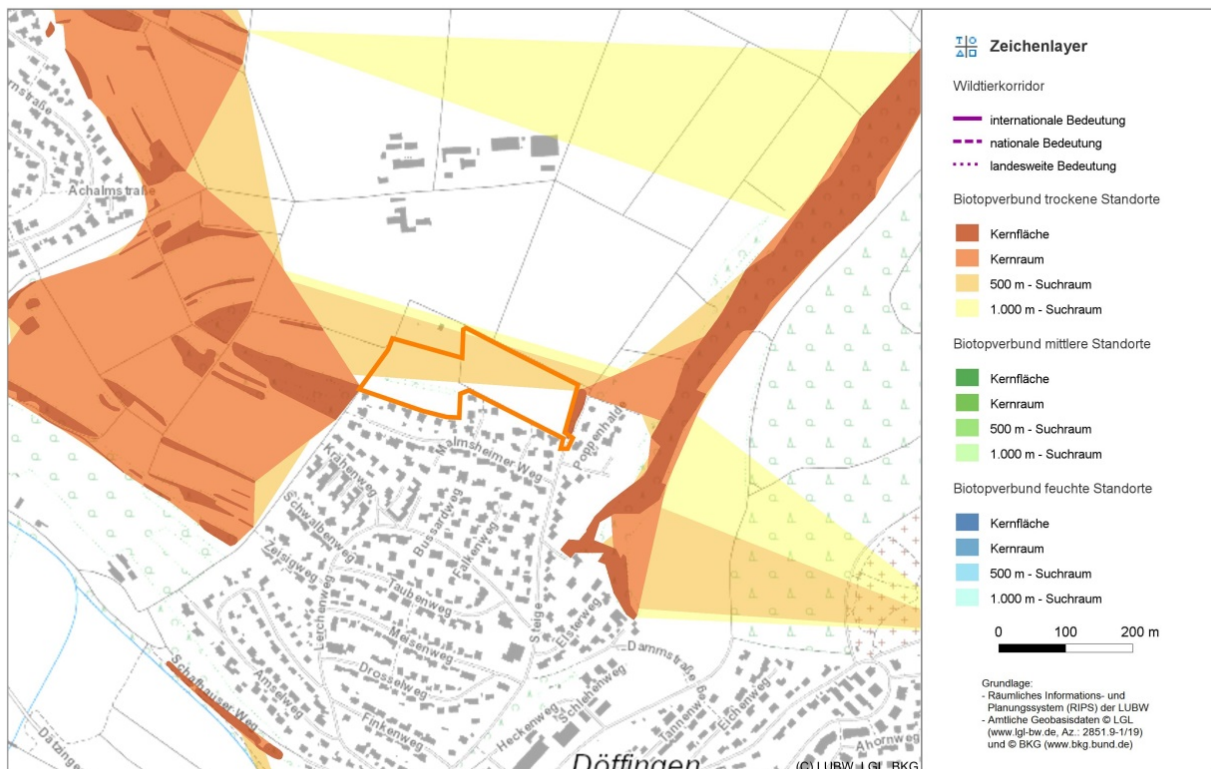 rnstraße
Achalmstraße
Poppenhalde
Malmsheimer Weg
Krähenweg
Schwalbenweg
Bussardweg
Falkenweg
Zeisigweg
Taubenweg
Lerchenweg
Meisenweg
Steige
Elsterweg
Drosselweg
Dammstraße
Schafhauser Weg
Amselweg
Finkenweg
Schlehenweg
Heckenweg
Tannenweg
Eichenweg
Ahornweg
Dätzing
Döffingen
(C) LUBW, LGL, BKG
Zeichenlayer
Wildtierkorridor
internationale Bedeutung
nationale Bedeutung
landesweite Bedeutung
Biotopverbund trockene Standorte
Kernfläche
Kernraum
500 m - Suchraum
1.000 m - Suchraum
Biotopverbund mittlere Standorte
Kernfläche
Kernraum
500 m - Suchraum
1.000 m - Suchraum
Biotopverbund feuchte Standorte
Kernfläche
Kernraum
500 m - Suchraum
1.000 m - Suchraum
0 100 200 m
Grundlage:
- Räumliches Informations- und
Planungssystem (RIPS) der LUBW
- Amtliche Geobasisdaten © LGL
(www.lgl-bw.de, Az.: 2851.9-1/19)
und © BKG (www.bkg.bund.de)